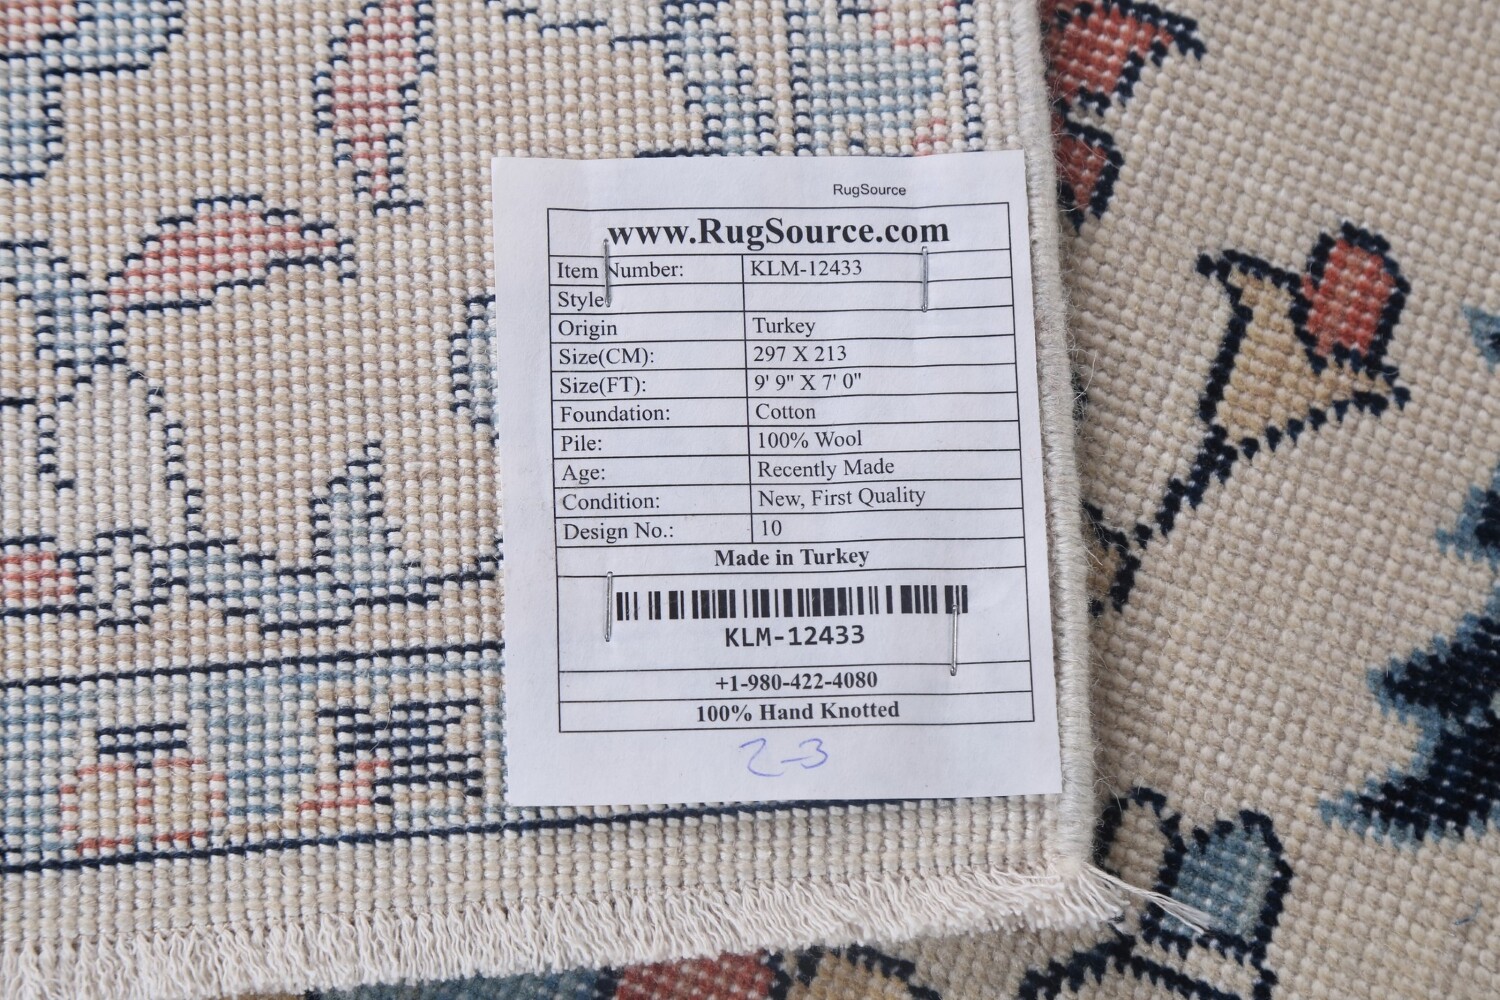 RugSource
www.RugSource.com
Item Number: KLM-12433
Style:
Origin Turkey
Size(CM): 297 X 213
Size(FT): 9' 9" X 7' 0"
Foundation: Cotton
Pile: 100% Wool
Age: Recently Made
Condition: New, First Quality
Design No.: 10
Made in Turkey
KLM-12433
+1-980-422-4080
100% Hand Knotted
2-3